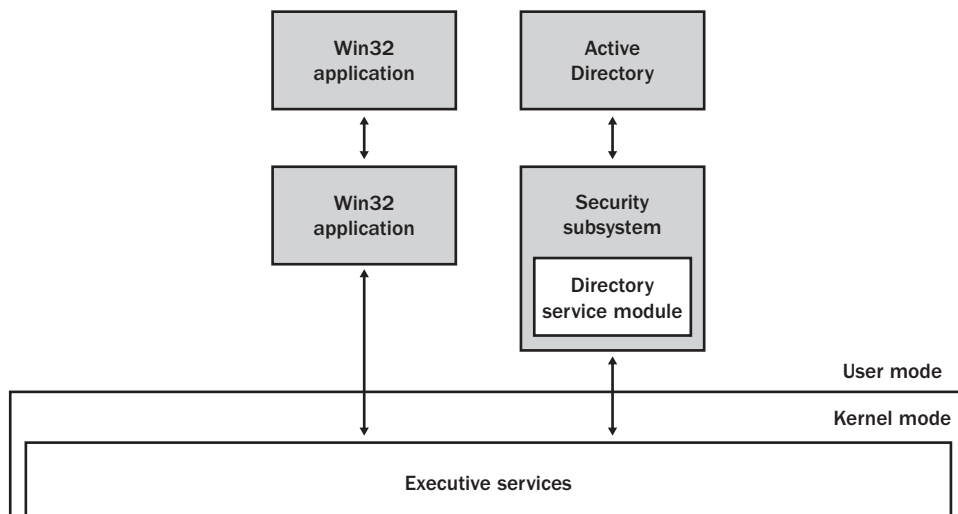 Win32
application
Active
Directory
Win32
application
Security
subsystem
Directory
service module
User mode
Kernel mode
Executive services